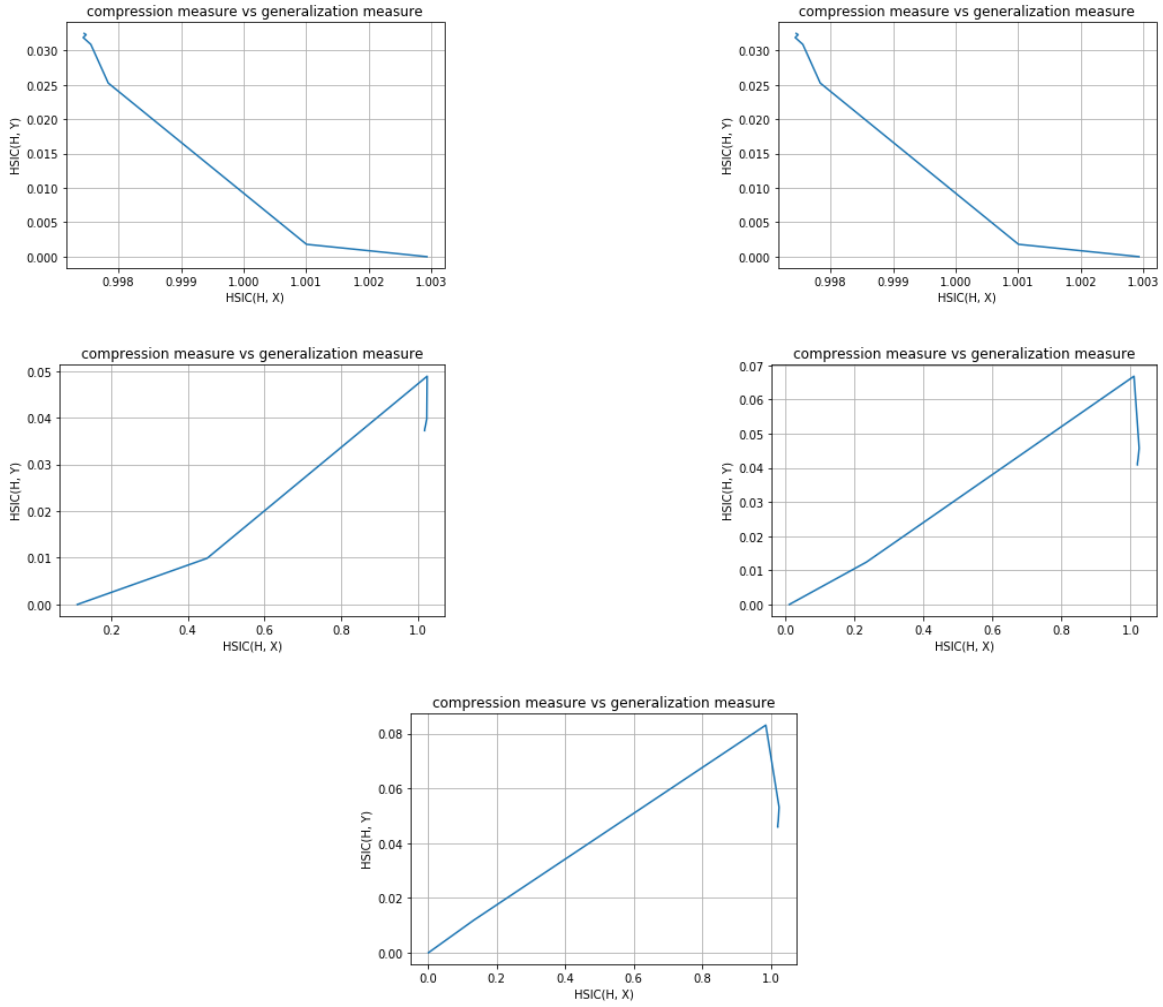 compression measure vs generalization measure
0.030
0.025
0.020
0.015
0.010
0.005
0.000
HSIC(H, Y)
0.998 0.999 1.000 1.001 1.002 1.003
HSIC(H, X)
compression measure vs generalization measure
0.030
0.025
0.020
0.015
0.010
0.005
0.000
HSIC(H, Y)
0.998 0.999 1.000 1.001 1.002 1.003
HSIC(H, X)
compression measure vs generalization measure
0.05
0.04
0.03
0.02
0.01
0.00
HSIC(H, Y)
0.2 0.4 0.6 0.8 1.0
HSIC(H, X)
compression measure vs generalization measure
0.07
0.06
0.05
0.04
0.03
0.02
0.01
0.00
HSIC(H, Y)
0.0 0.2 0.4 0.6 0.8 1.0
HSIC(H, X)
compression measure vs generalization measure
0.08
0.06
0.04
0.02
0.00
HSIC(H, Y)
0.0 0.2 0.4 0.6 0.8 1.0
HSIC(H, X)